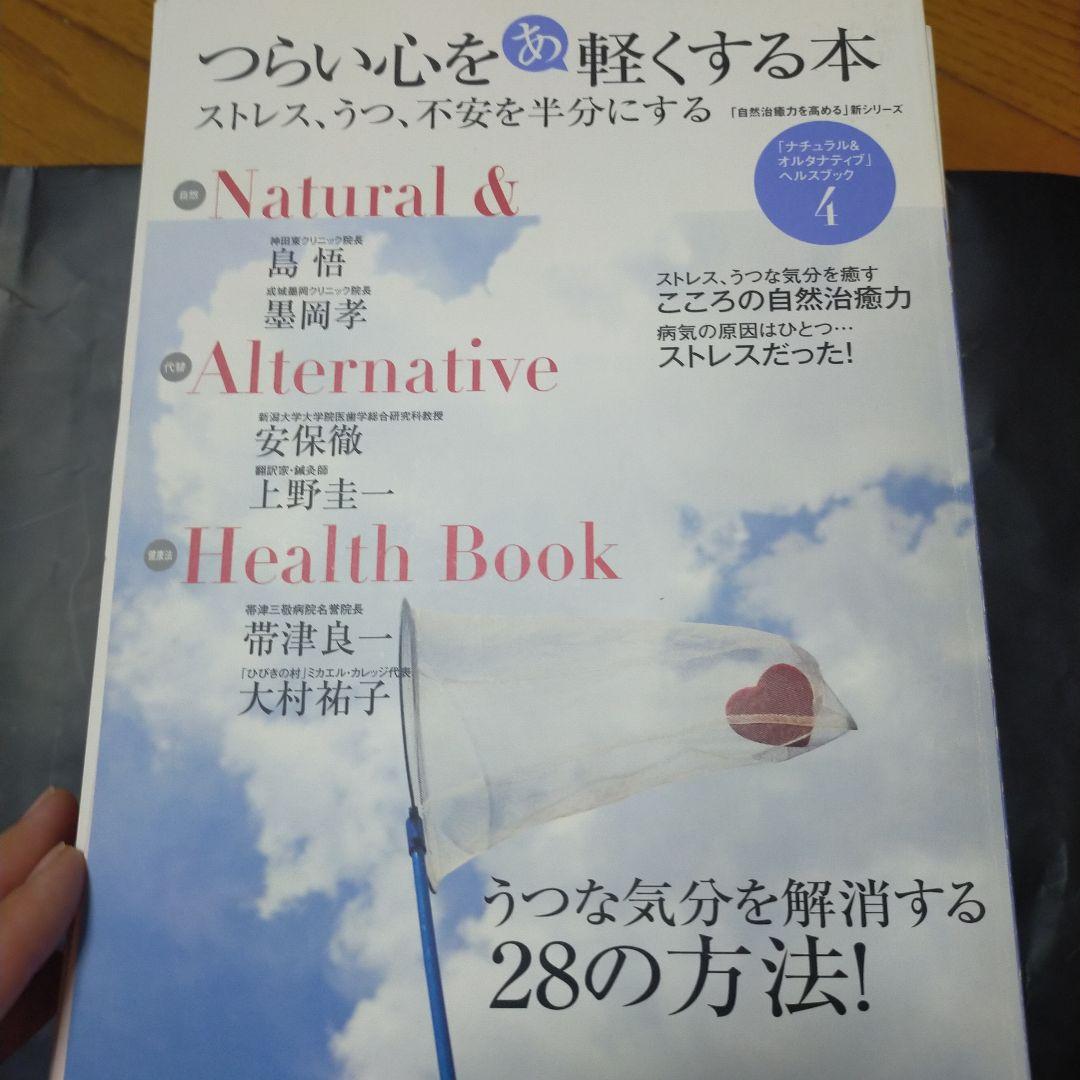 つらい心をあ軽くする本
ストレス、うつ、不安を半分にする 「自然治癒力を高める」新シリーズ
「ナチュラル&
オルタナティブ」
ヘルスブック
4
自然 Natural &
神田東クリニック院長
島 悟
成城墨岡クリニック院長
墨岡孝
ストレス、うつな気分を癒す
こころの自然治癒力
病気の原因はひとつ…
ストレスだった!
代替 Alternative
新潟大学大学院医歯学総合研究科教授
安保徹
翻訳家・鍼灸師
上野圭一
健康法 Health Book
帯津三敬病院名誉院長
帯津良一
「ひびきの村」ミカエル・カレッジ代表
大村祐子
うつな気分を解消する
28の方法!